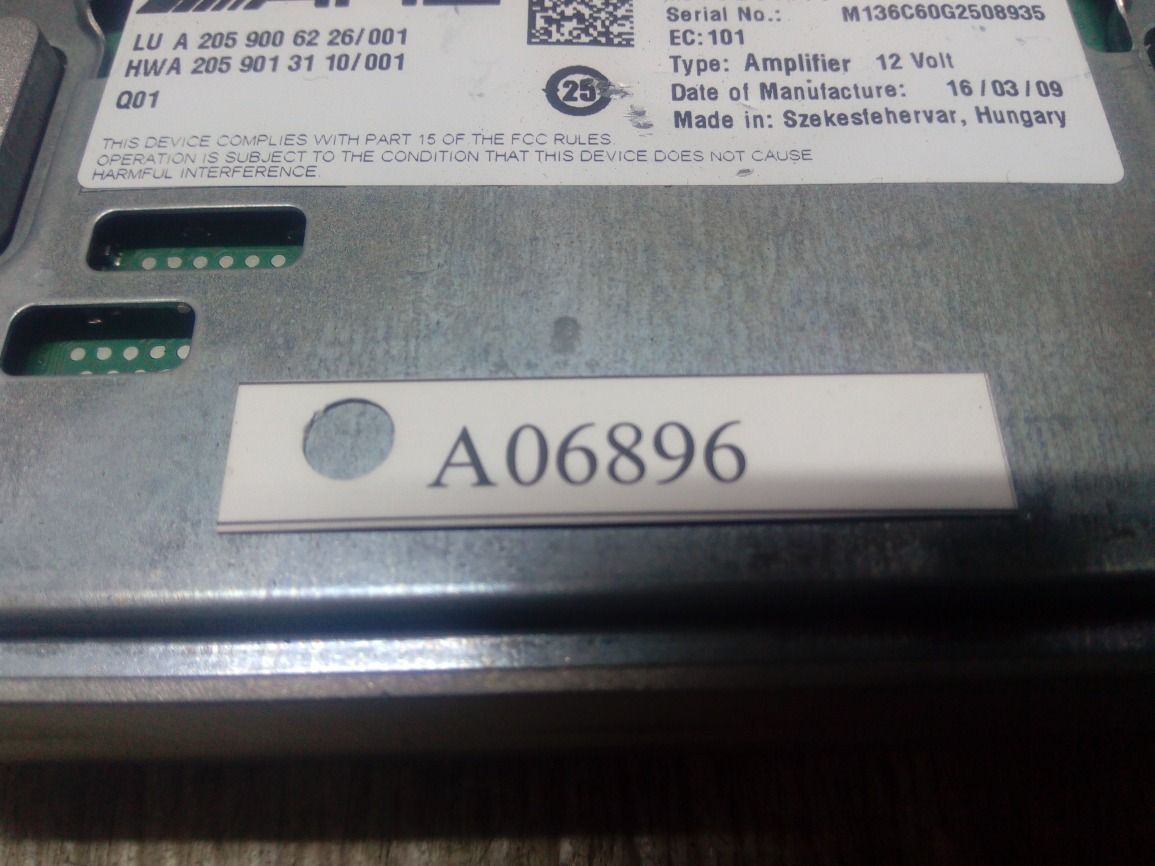 LU A 205 900 62 26/001
HWA 205 901 31 10/001
Q01
25
Serial No.: M136C60G2508935
EC: 101
Type: Amplifier 12 Volt
Date of Manufacture: 16/03/09
Made in: Szekesfehervar, Hungary
THIS DEVICE COMPLIES WITH PART 15 OF THE FCC RULES.
OPERATION IS SUBJECT TO THE CONDITION THAT THIS DEVICE DOES NOT CAUSE
HARMFUL INTERFERENCE.
A06896